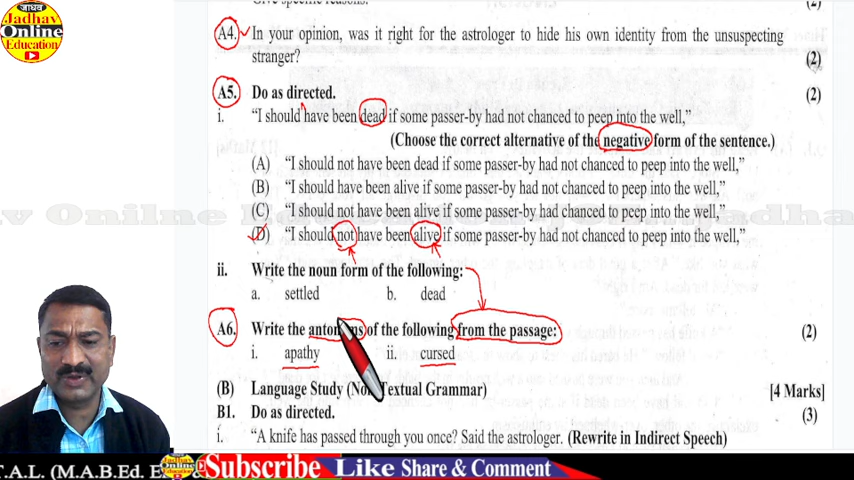 जाधव
Jadhav
Online
Education
(2)
A4. In your opinion, was it right for the astrologer to hide his own identity from the unsuspecting
stranger? (2)
A5. Do as directed. (2)
i. "I should have been dead if some passer-by had not chanced to peep into the well,"
(Choose the correct alternative of the negative form of the sentence.)
(A) "I should not have been dead if some passer-by had not chanced to peep into the well,"
(B) "I should have been alive if some passer-by had not chanced to peep into the well,"
(C) "I should not have been alive if some passer-by had not chanced to peep into the well,"
(D) "I should not have been alive if some passer-by had not chanced to peep into the well,"
ii. Write the noun form of the following:
a. settled b. dead
A6. Write the of the following from the passage: (2)
i. apathy ii. cursed
(B) Language Study Textual Grammar) [4 Marks]
B1. Do as directed. (3)
i. "A knife has passed through you once? Said the astrologer. (Rewrite in Indirect Speech)
T.A.L. (M.A.B.Ed. Subscribe Like Share & Comment